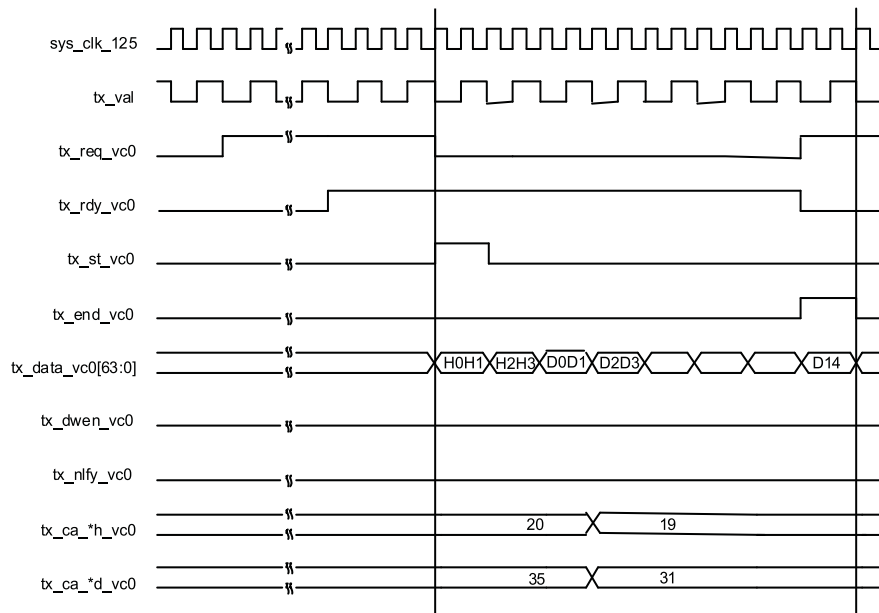 sys_clk_125
tx_val
tx_req_vc0
tx_rdy_vc0
tx_st_vc0
tx_end_vc0
tx_data_vc0[63:0] H0H1 H2H3 D0D1 D2D3 D14
tx_dwen_vc0
tx_nlfy_vc0
tx_ca_*h_vc0 20 19
tx_ca_*d_vc0 35 31